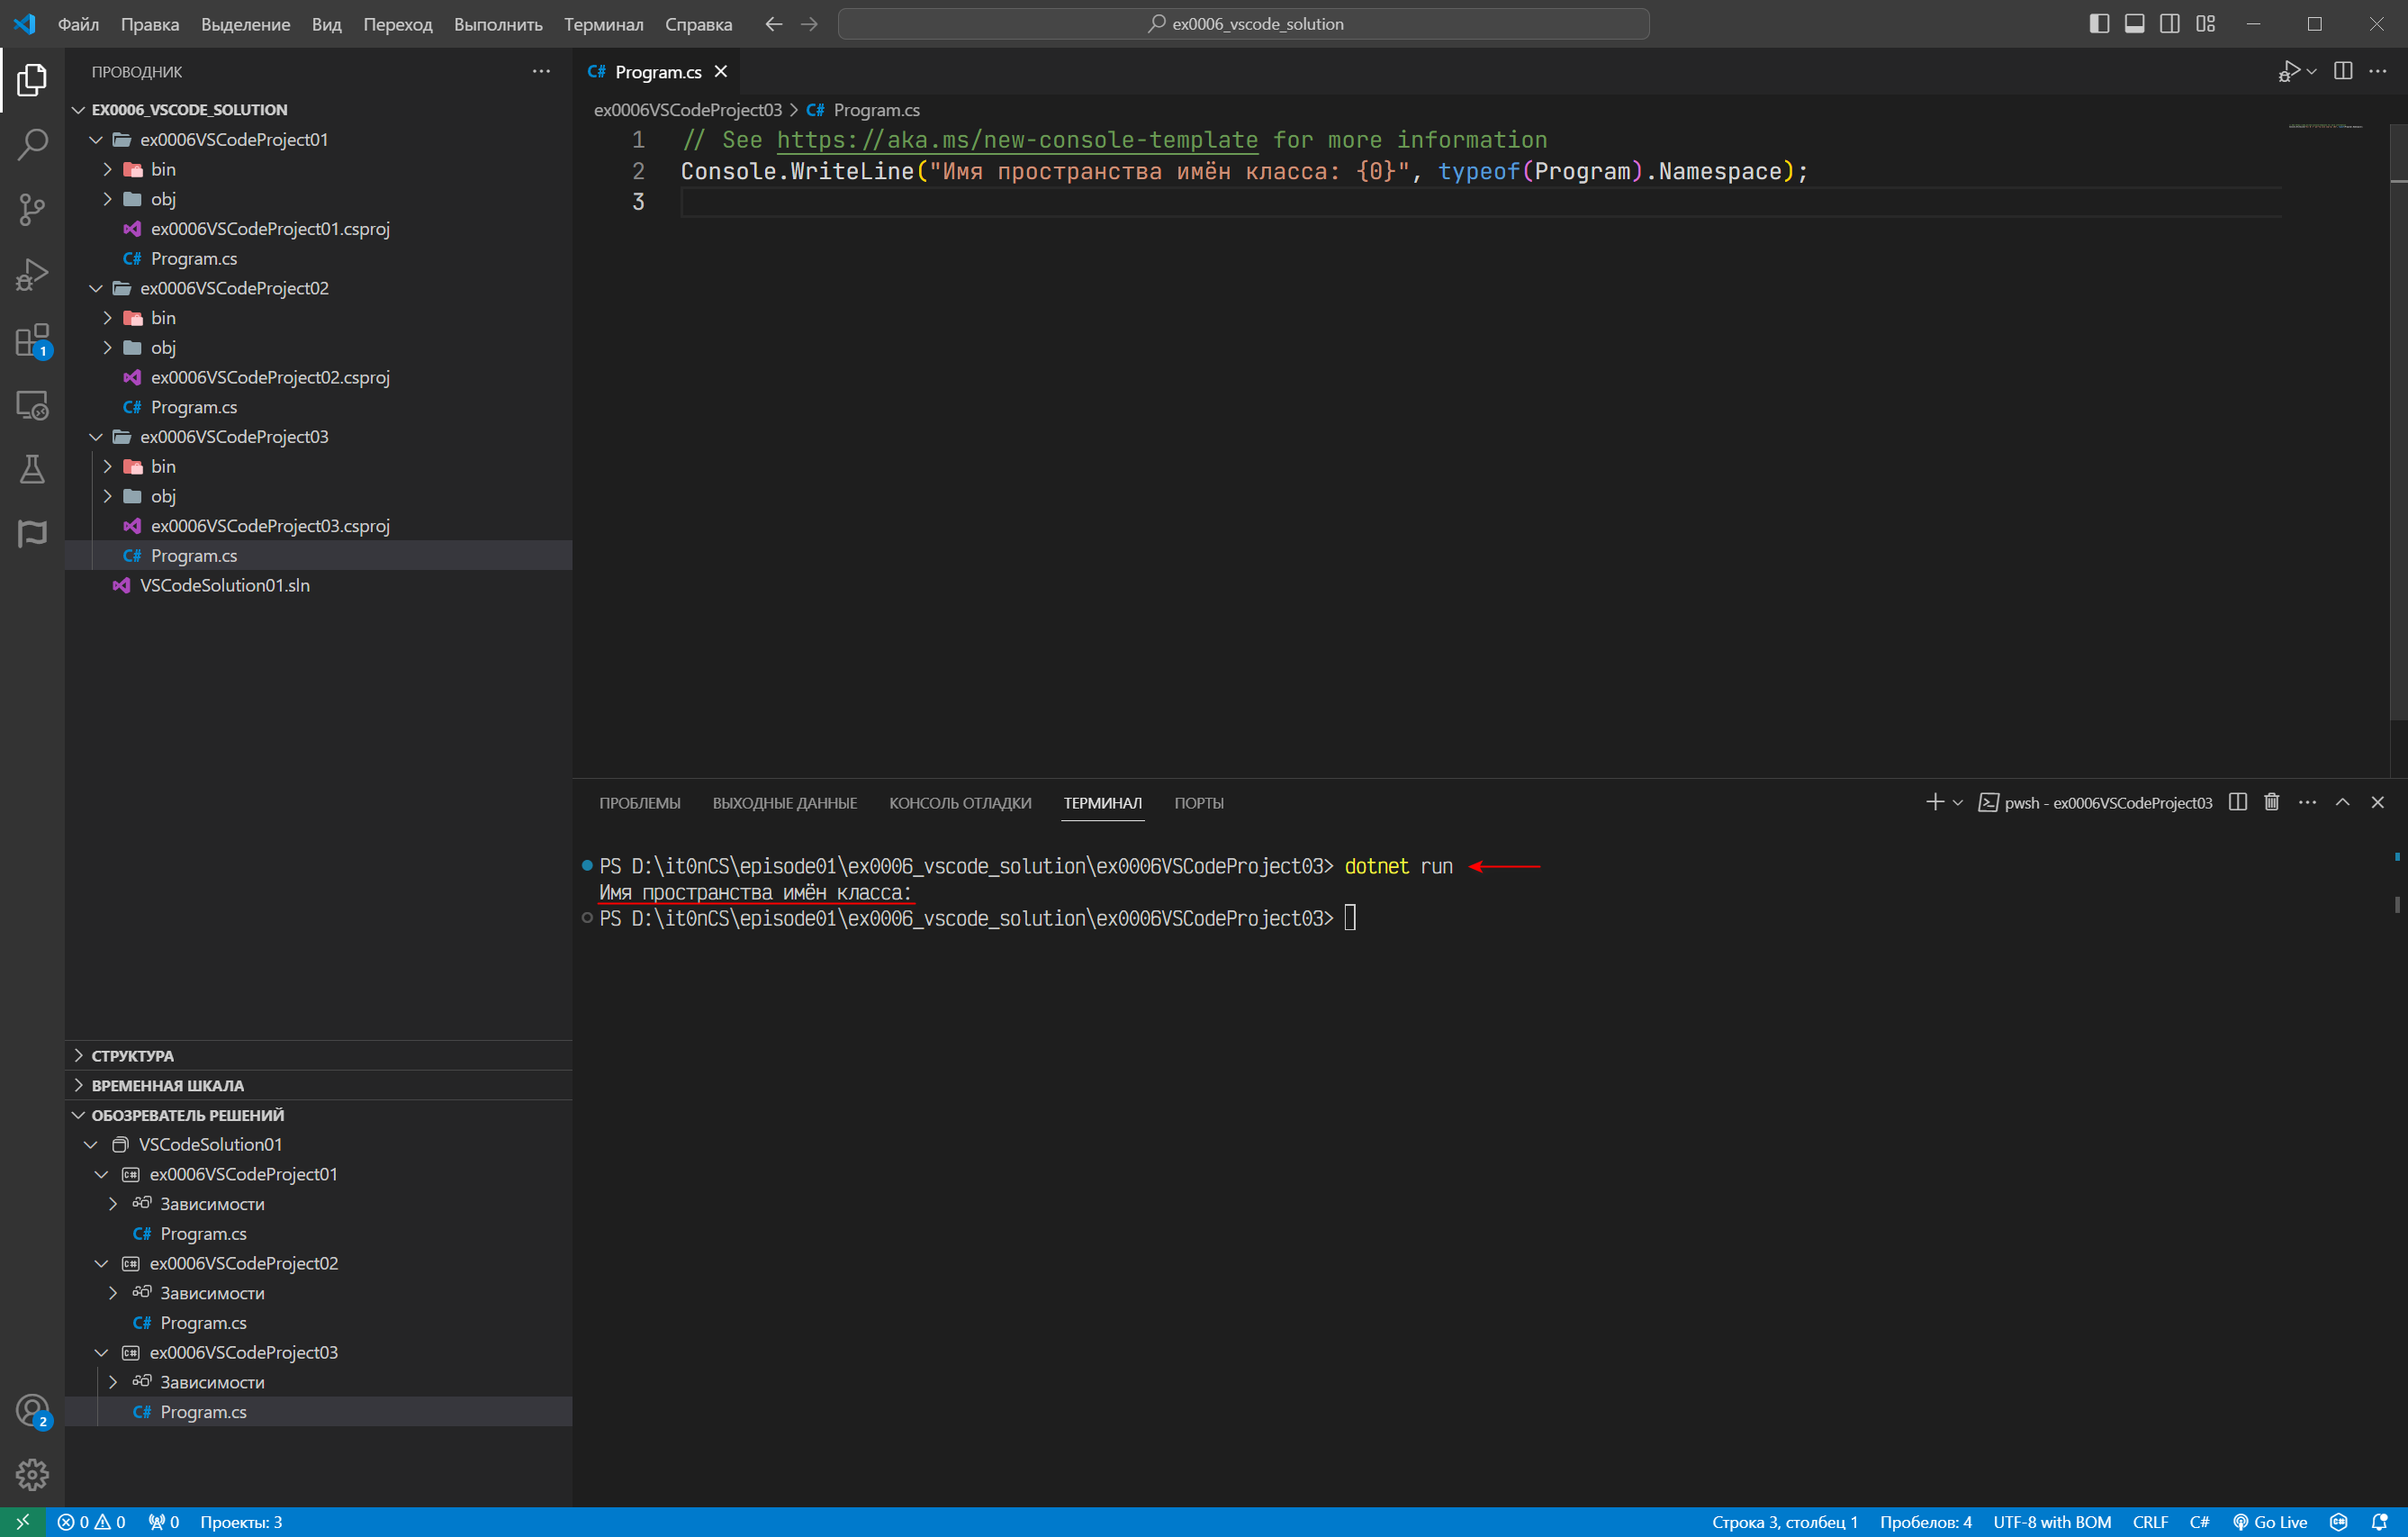 Файл Правка Выделение Вид Переход Выполнить Терминал Справка ex0006_vscode_solution
ПРОВОДНИК
EX0006_VSCODE_SOLUTION
ex0006VSCodeProject01
bin
obj
ex0006VSCodeProject01.csproj
C# Program.cs
ex0006VSCodeProject02
bin
obj
ex0006VSCodeProject02.csproj
C# Program.cs
ex0006VSCodeProject03
bin
obj
ex0006VSCodeProject03.csproj
C# Program.cs
VSCodeSolution01.sln
СТРУКТУРА
ВРЕМЕННАЯ ШКАЛА
ОБОЗРЕВАТЕЛЬ РЕШЕНИЙ
VSCodeSolution01
ex0006VSCodeProject01
Зависимости
C# Program.cs
ex0006VSCodeProject02
Зависимости
C# Program.cs
ex0006VSCodeProject03
Зависимости
C# Program.cs
1
2
C# Program.cs
ex0006VSCodeProject03 > C# Program.cs
1 // See https://aka.ms/new-console-template for more information
2 Console.WriteLine("Имя пространства имён класса: {0}", typeof(Program).Namespace);
3
ПРОБЛЕМЫ ВЫХОДНЫЕ ДАННЫЕ КОНСОЛЬ ОТЛАДКИ ТЕРМИНАЛ ПОРТЫ pwsh - ex0006VSCodeProject03
PS D:\it0nCS\episode01\ex0006_vscode_solution\ex0006VSCodeProject03> dotnet run
Имя пространства имён класса:
PS D:\it0nCS\episode01\ex0006_vscode_solution\ex0006VSCodeProject03>
0 0 0 Проекты: 3 Строка 3, столбец 1 Пробелов: 4 UTF-8 with BOM CRLF C# Go Live